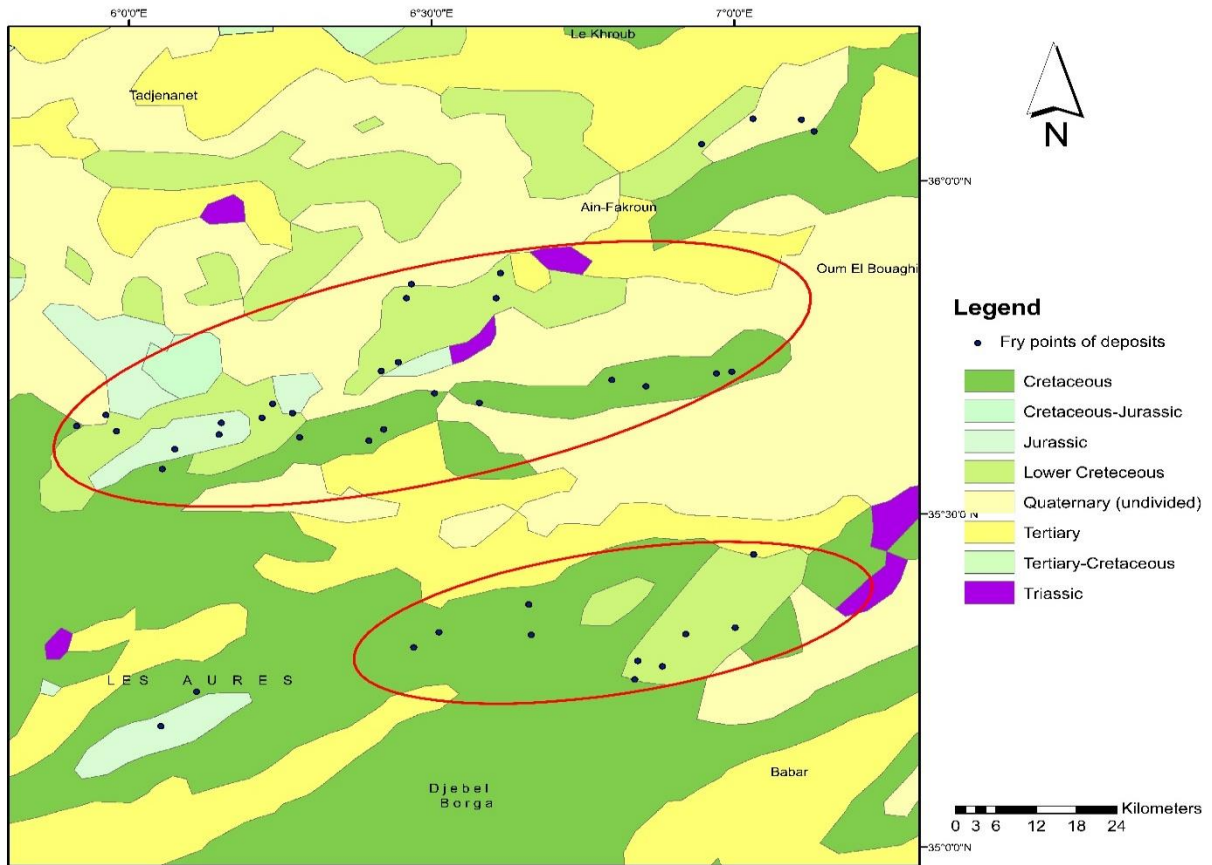 6°0'0"E
6°30'0"E
7°0'0"E
Le Khroub
Tadjenanet
N
36°0'0"N
Ain-Fakroun
Oum El Bouaghi
Legend
Fry points of deposits
Cretaceous
Cretaceous-Jurassic
Jurassic
Lower Creteceous
Quaternary (undivided)
35°30'0"N
Tertiary
Tertiary-Cretaceous
Triassic
LES AURES
Babar
Djebel
Borga
Kilometers
0 3 6 12 18 24
35°0'0"N